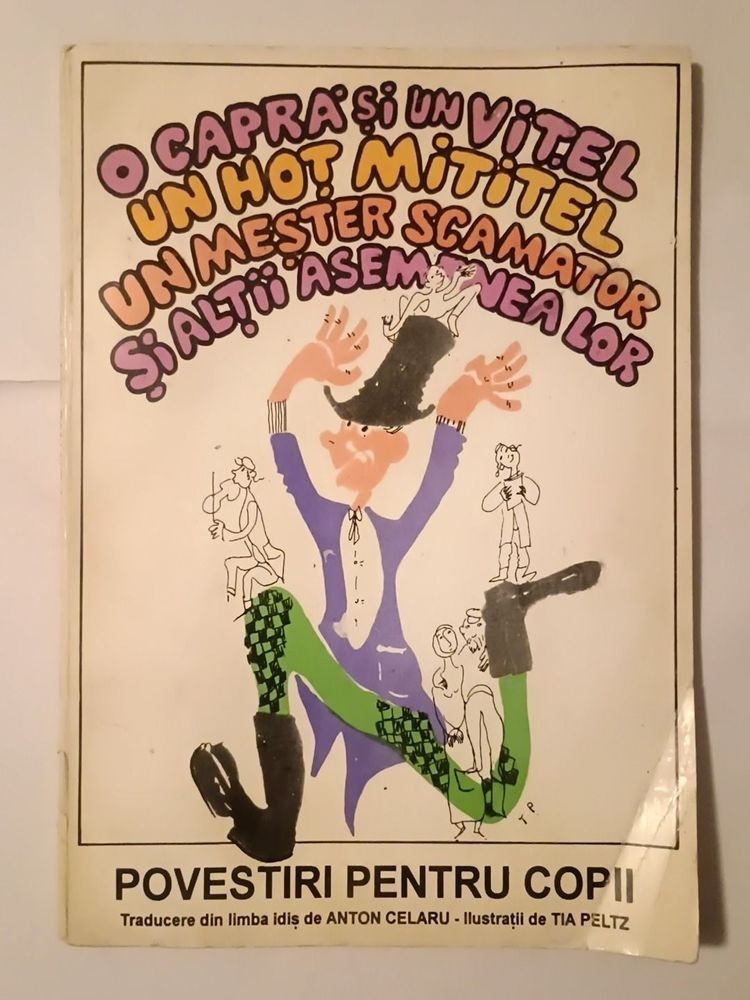 O CAPRĂ ȘI UN VIȚEL
UN HOȚ MITITEL
UN MEȘTER SCAMATOR
ȘI ALȚII ASEMENEA LOR
T P
POVESTIRI PENTRU COPII
Traducere din limba idiș de ANTON CELARU - Ilustrații de TIA PELTZ